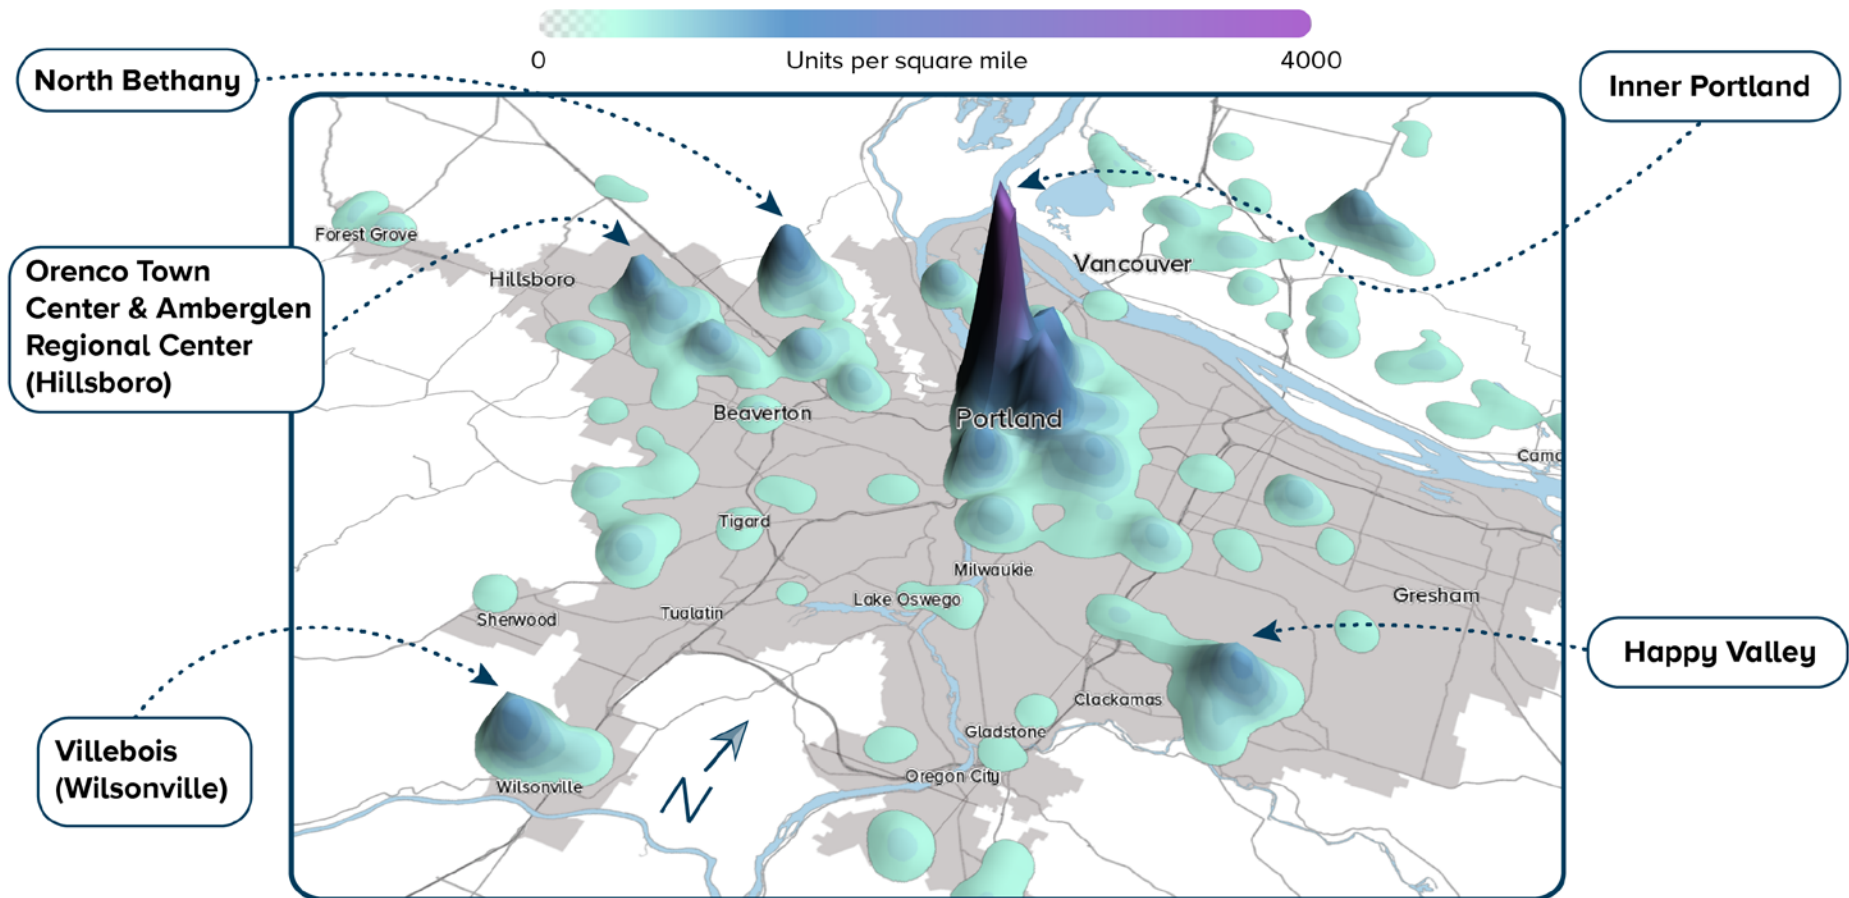 0
Units per square mile
4000
North Bethany
Inner Portland
Orenco Town
Center & Amberglen
Regional Center
(Hillsboro)
Forest Grove
Hillsboro
Vancouver
Beaverton
Portland
Cama
Tigard
Milwaukie
Lake Oswego
Gresham
Sherwood
Tualatin
Happy Valley
Clackamas
Gladstone
Villebois
(Wilsonville)
Wilsonville
Oregon City
N